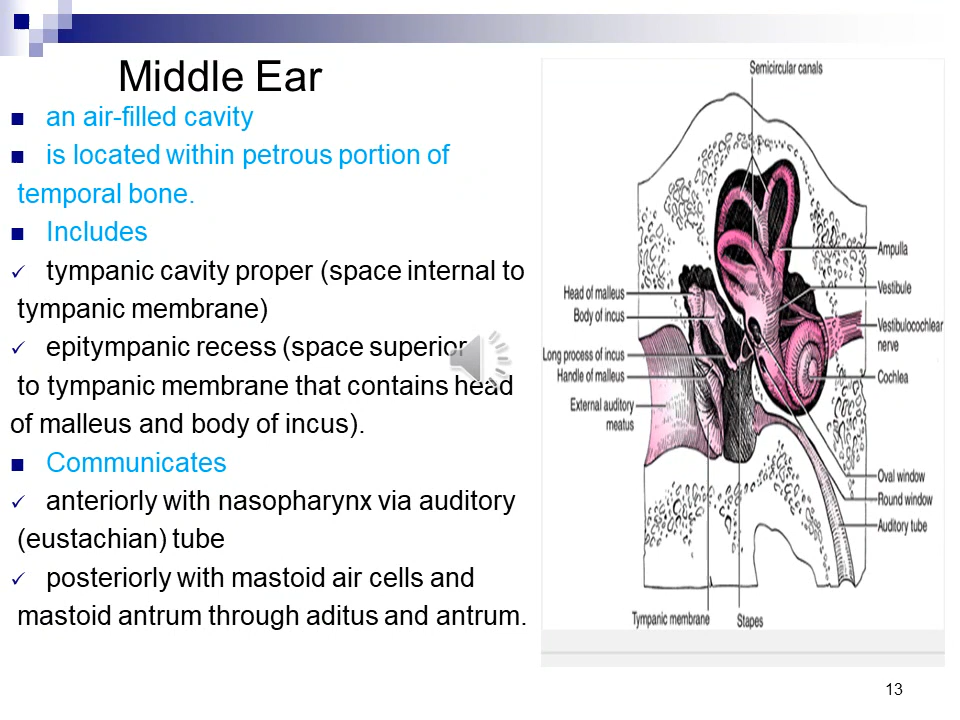 Middle Ear
an air-filled cavity
is located within petrous portion of
temporal bone.
Includes
tympanic cavity proper (space internal to
tympanic membrane)
epitympanic recess (space superior
to tympanic membrane that contains head
of malleus and body of incus).
Communicates
anteriorly with nasopharynx via auditory
(eustachian) tube
posteriorly with mastoid air cells and
mastoid antrum through aditus and antrum.
Semicircular canals
Ampulla
Vestibule
Vestibulocochlear
nerve
Cochlea
Head of malleus
Body of incus
Long process of incus
Handle of malleus
External auditory
meatus
Oval window
Round window
Auditory tube
Tympanic membrane
Stapes
13